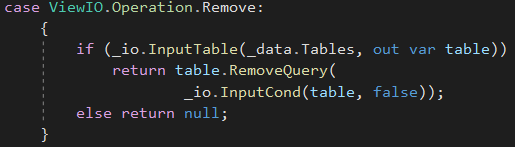 case ViewIO.Operation.Remove:
{
if (_io.InputTable(_data.Tables, out var table))
return table.RemoveQuery(
_io.InputCond(table, false));
else return null;
}